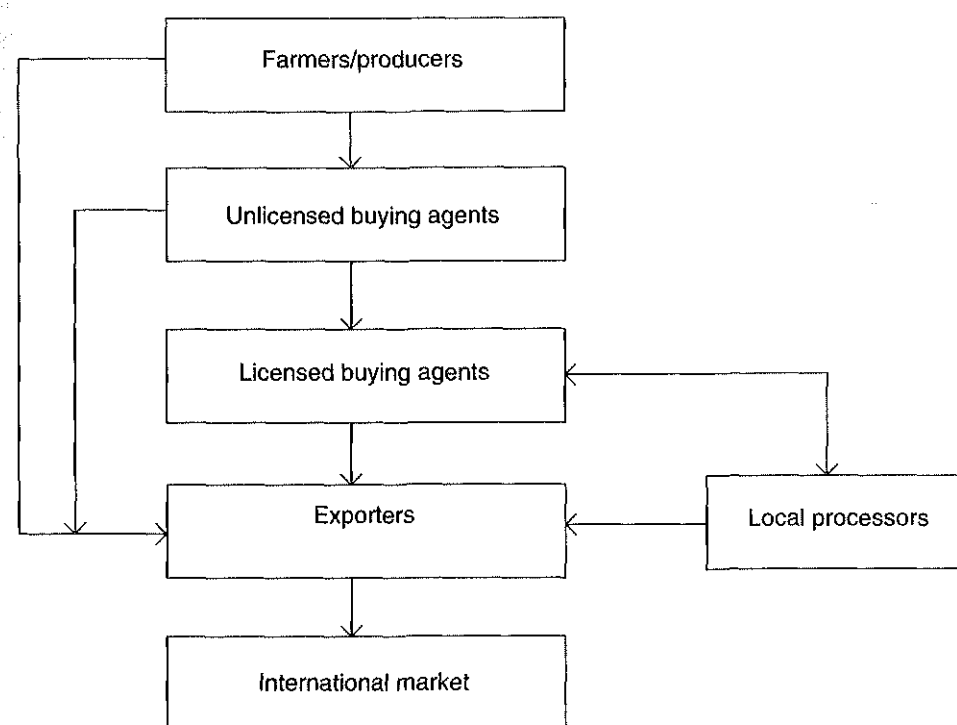 Farmers/producers
Unlicensed buying agents
Licensed buying agents
Exporters
Local processors
International market